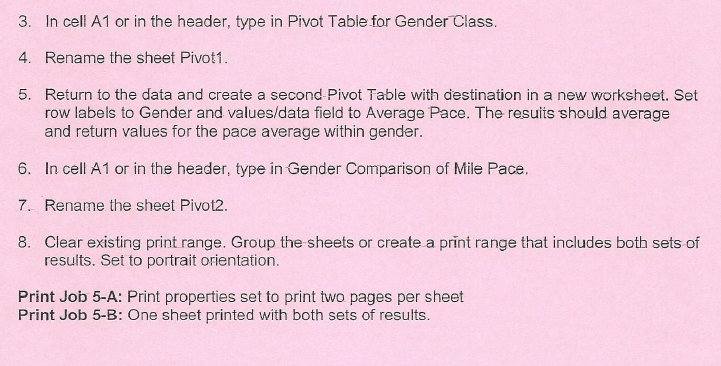 3. In cell A1 or in the header, type in Pivot Table for Gender Class.
4. Rename the sheet Pivot1.
5. Return to the data and create a second Pivot Table with destination in a new worksheet. Set
row labels to Gender and values/data field to Average Pace. The results should average
and return values for the pace average within gender.
6. In cell A1 or in the header, type in Gender Comparison of Mile Pace.
7. Rename the sheet Pivot2.
8. Clear existing print range. Group the sheets or create a print range that includes both sets of
results. Set to portrait orientation.
Print Job 5-A: Print properties set to print two pages per sheet
Print Job 5-B: One sheet printed with both sets of results.